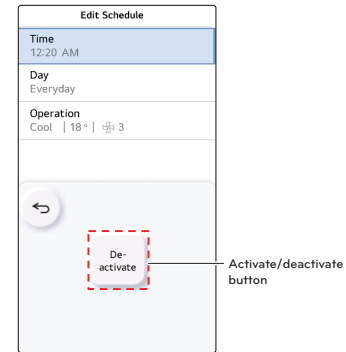 Edit Schedule
Time
12:20 AM
Day
Everyday
Operation
Cool | 18° | 3
De-
activate
Activate/deactivate
button